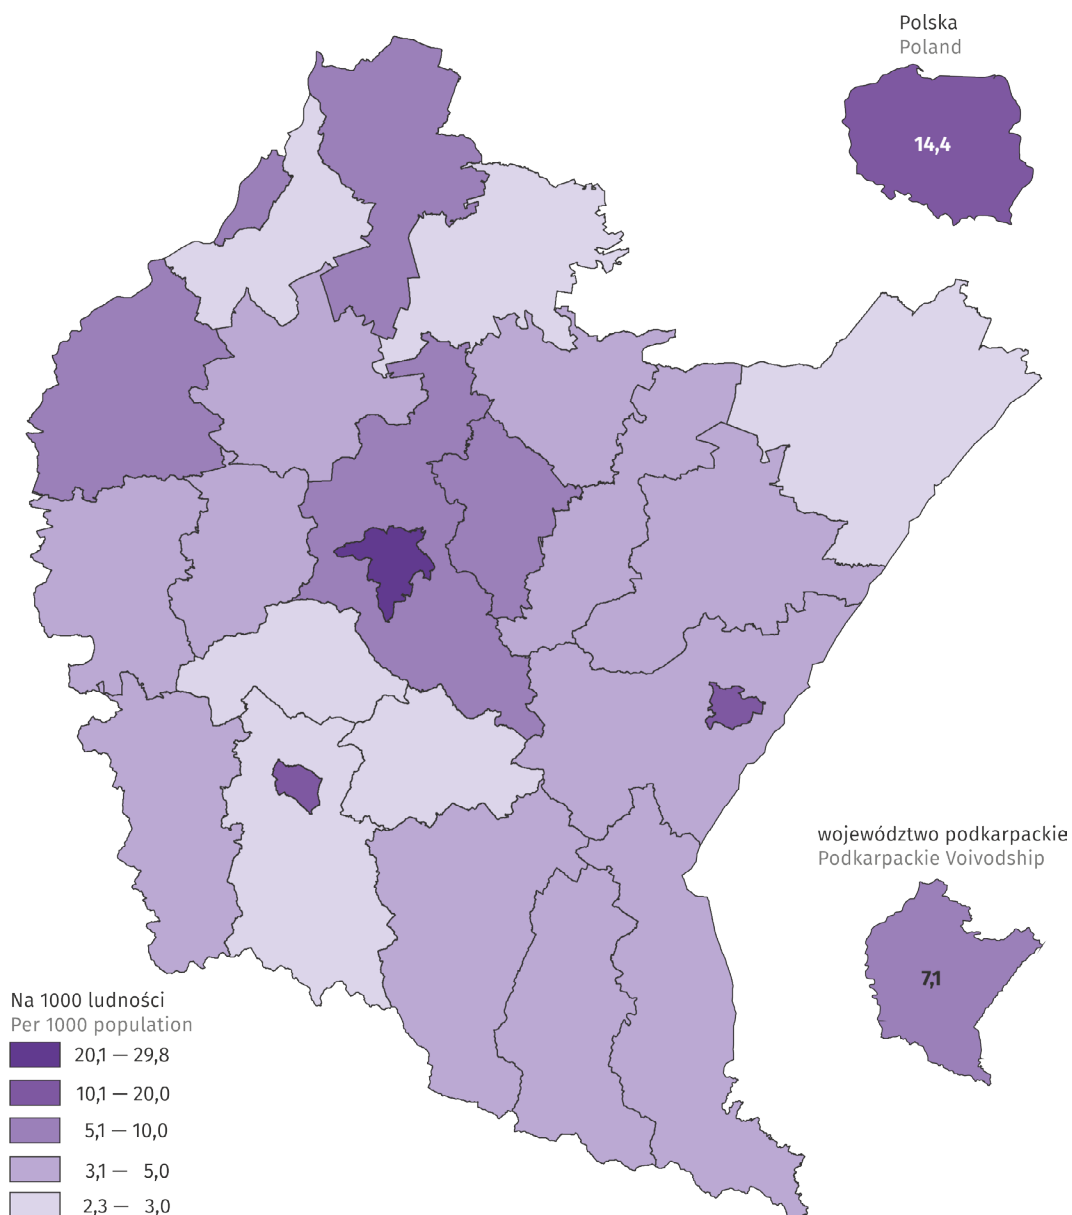 Polska
Poland
14,4
województwo podkarpackie
Podkarpackie Voivodship
7,1
Na 1000 ludności
Per 1000 population
20,1 — 29,8
10,1 — 20,0
5,1 — 10,0
3,1 — 5,0
2,3 — 3,0